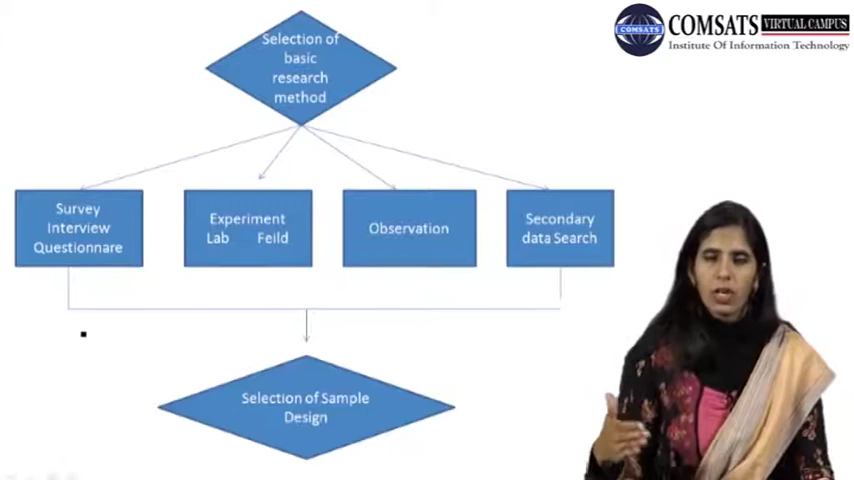 COMSATS VIRTUAL CAMPUS
COMSATS
Institute Of Information Technology
Selection of
basic
research
method
Survey
Interview
Questionnare
Experiment
Lab Feild
Observation
Secondary
data Search
Selection of Sample
Design